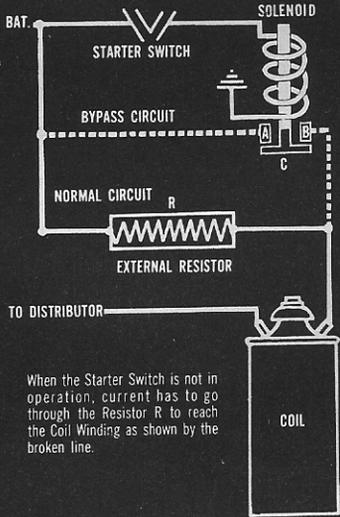 BAT.
SOLENOID
STARTER SWITCH
BYPASS CIRCUIT
A
B
C
NORMAL CIRCUIT
R
EXTERNAL RESISTOR
TO DISTRIBUTOR
When the Starter Switch is not in
operation, current has to go
through the Resistor R to reach
the Coil Winding as shown by the
broken line.
COIL